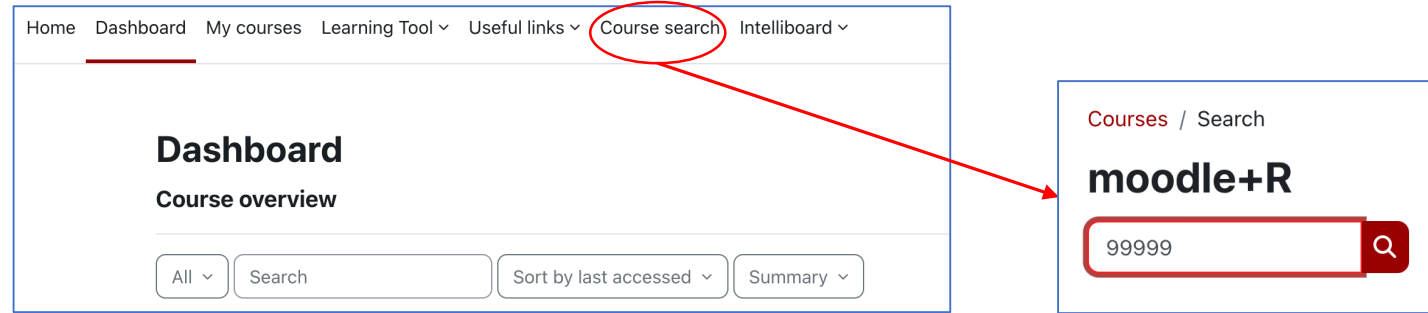 Home Dashboard My courses Learning Tool Useful links Course search Intelliboard
Dashboard
Course overview
All Search Sort by last accessed Summary
Courses / Search
moodle+R
99999